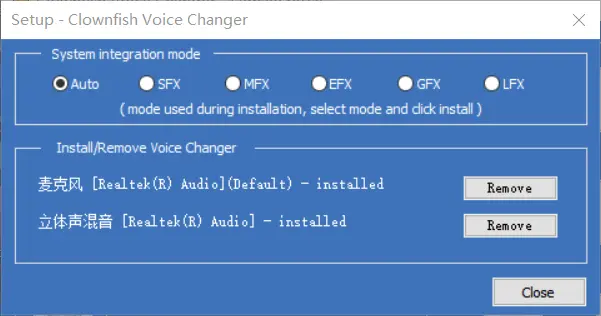 Setup - Clownfish Voice Changer
System integration mode
Auto SFX MFX EFX GFX LFX
( mode used during installation, select mode and click install )
Install/Remove Voice Changer
麦克风 [Realtek(R) Audio](Default) - installed Remove
立体声混音 [Realtek(R) Audio] - installed Remove
Close